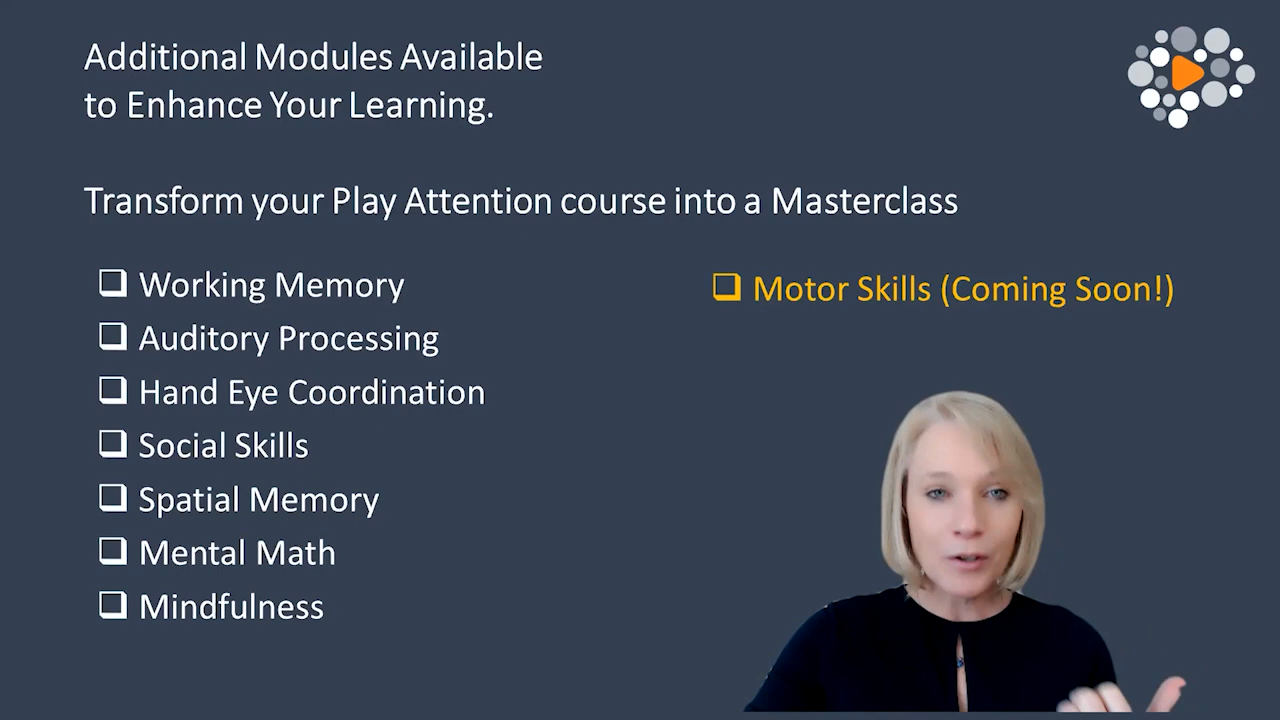 Additional Modules Available
to Enhance Your Learning.
Transform your Play Attention course into a Masterclass
Working Memory
Auditory Processing
Hand Eye Coordination
Social Skills
Spatial Memory
Mental Math
Mindfulness
Motor Skills (Coming Soon!)